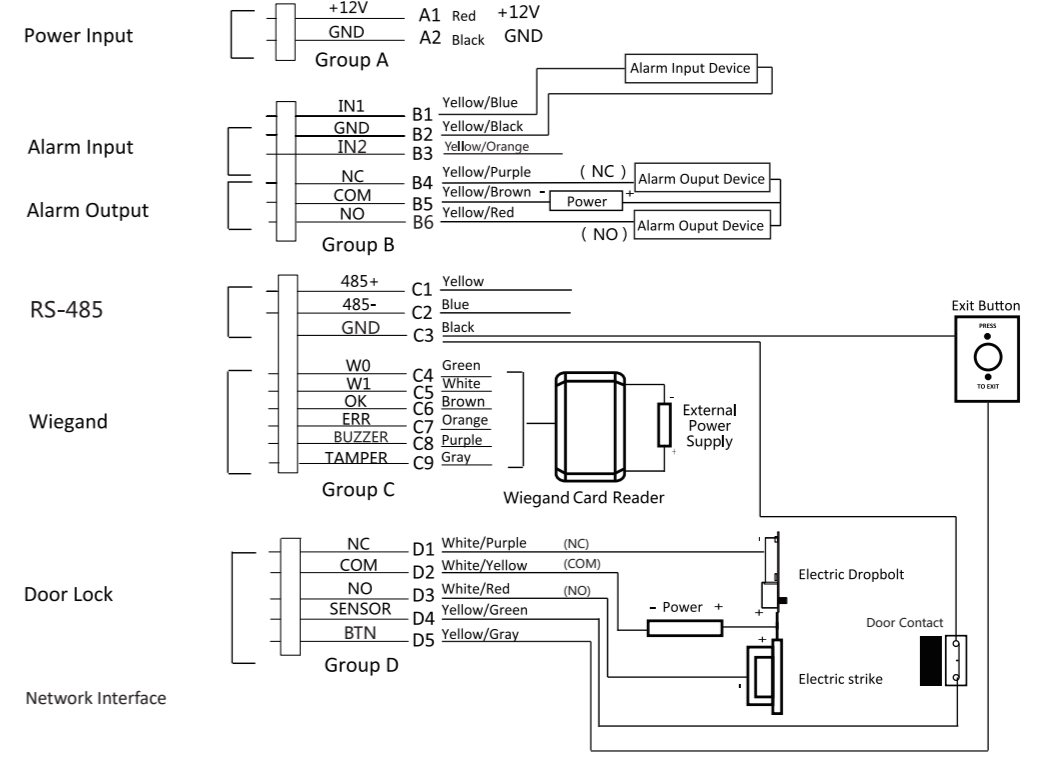 Power Input
+12V A1 Red +12V
GND A2 Black GND
Group A
Alarm Input Device
IN1 B1 Yellow/Blue
GND B2 Yellow/Black
Alarm Input
IN2 B3 Yellow/Orange
NC B4 Yellow/Purple ( NC ) Alarm Ouput Device
COM B5 Yellow/Brown - Power +
Alarm Output
NO B6 Yellow/Red ( NO ) Alarm Ouput Device
Group B
485+ C1 Yellow
RS-485
485- C2 Blue
GND C3 Black
Exit Button
PRESS
TO EXIT
W0 C4 Green
W1 C5 White
OK C6 Brown
Wiegand
ERR C7 Orange
BUZZER C8 Purple
TAMPER C9 Gray
Group C
-
External
Power
Supply
+
Wiegand Card Reader
NC D1 White/Purple (NC) -
COM D2 White/Yellow (COM)
Electric Dropbolt
Door Lock
NO D3 White/Red (NO)
SENSOR D4 Yellow/Green
- Power + +
BTN D5 Yellow/Gray
Group D
Door Contact
+
Electric strike
-
Network Interface